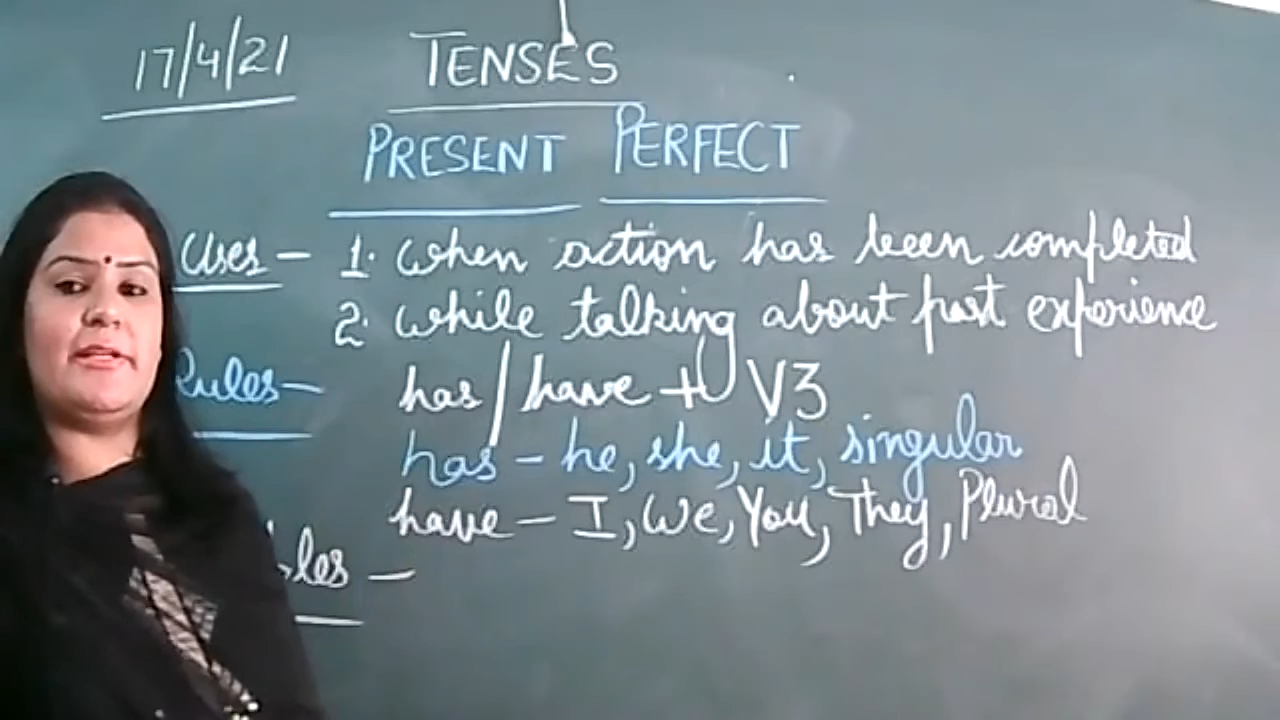 17/4/21 TENSES
PRESENT PERFECT
Uses - 1. when action has been completed
2. while talking about past experience
Rules - has/have + V3
has - he, she, it, singular
have - I, We, You, They, Plural